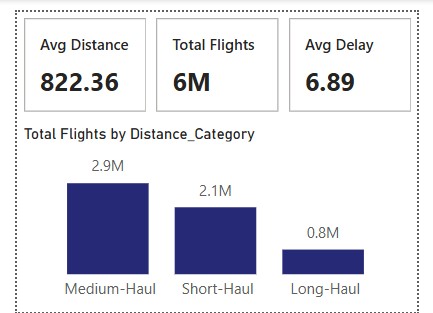 Avg Distance
822.36
Total Flights
6M
Avg Delay
6.89
Total Flights by Distance_Category
2.9M
2.1M
0.8M
Medium-Haul
Short-Haul
Long-Haul